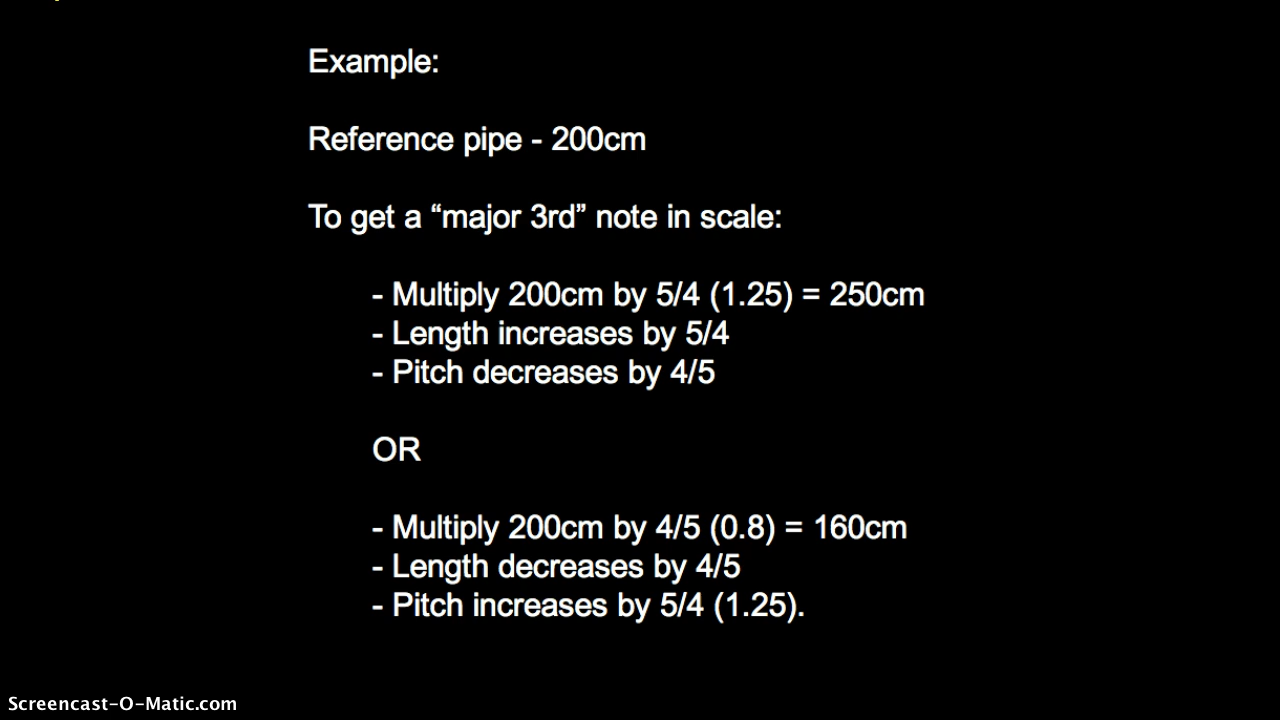 Example:
Reference pipe - 200cm
To get a “major 3rd” note in scale:
- Multiply 200cm by 5/4 (1.25) = 250cm
- Length increases by 5/4
- Pitch decreases by 4/5
OR
- Multiply 200cm by 4/5 (0.8) = 160cm
- Length decreases by 4/5
- Pitch increases by 5/4 (1.25).
Screencast-O-Matic.com